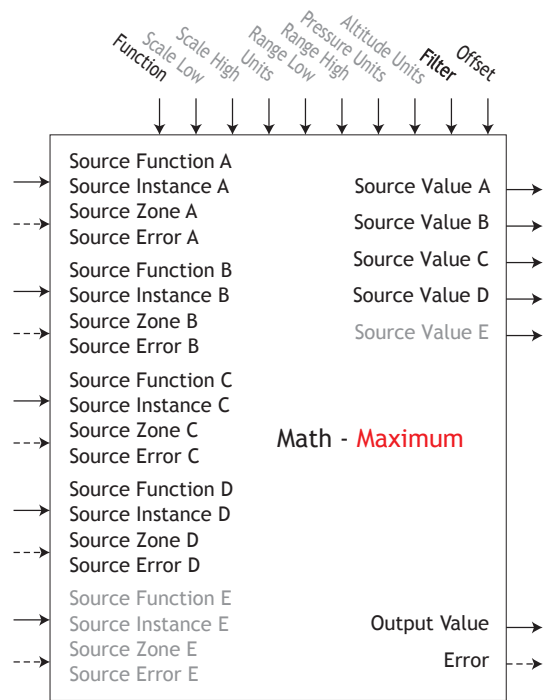 Function
Scale Low
Scale High
Units
Range Low
Range High
Pressure Units
Altitude Units
Filter
Offset
Source Function A
Source Instance A
Source Zone A
Source Error A
Source Function B
Source Instance B
Source Zone B
Source Error B
Source Function C
Source Instance C
Source Zone C
Source Error C
Source Function D
Source Instance D
Source Zone D
Source Error D
Source Function E
Source Instance E
Source Zone E
Source Error E
Source Value A
Source Value B
Source Value C
Source Value D
Source Value E
Math - Maximum
Output Value
Error